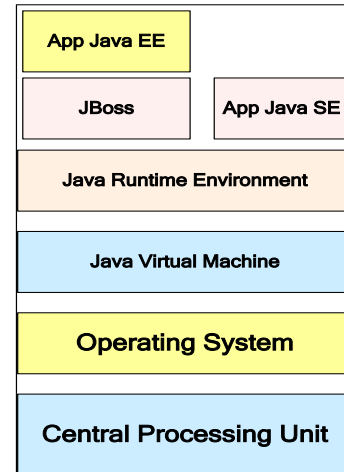 App Java EE
JBoss
App Java SE
Java Runtime Environment
Java Virtual Machine
Operating System
Central Processing Unit